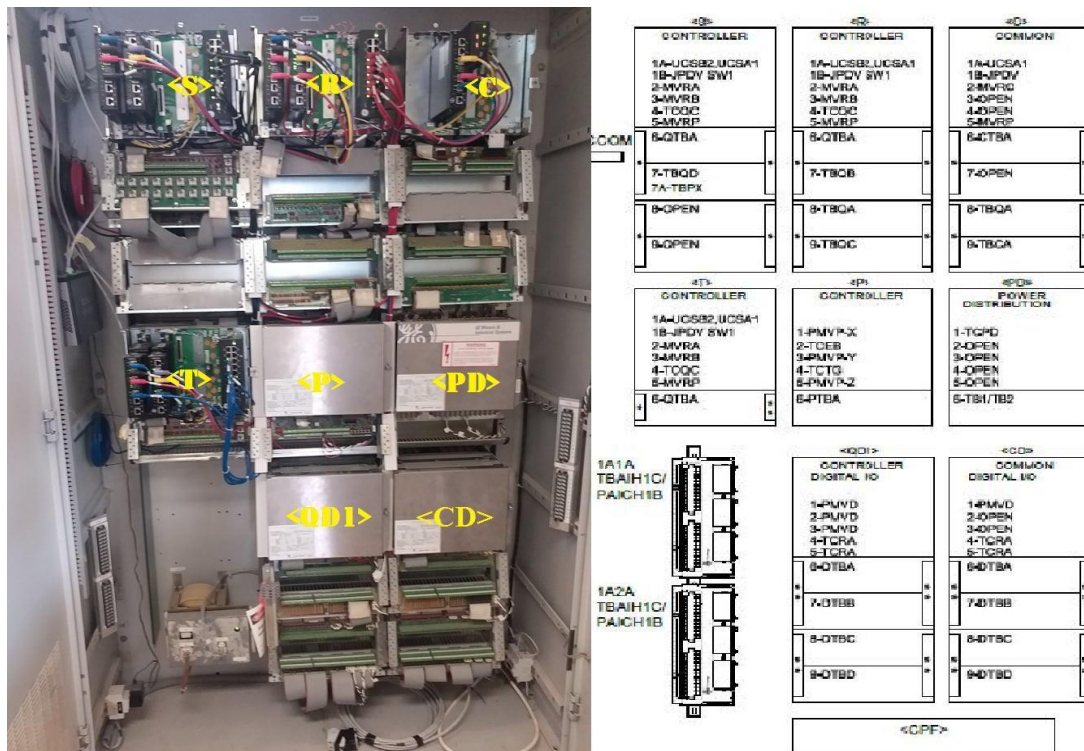 <S>
<R>
<C>
<T>
<P>
<PD>
<QD1>
<CD>
<S>
CONTROLLER
1A-UCSB2,UCSA1
1B-JPDV SW1
2-MVRA
3-MVRB
4-TCQC
5-MVRP
6-QTBA
7-TBQD
7A-TBPX
8-OPEN
9-OPEN
<R>
CONTROLLER
1A-UCSB2,UCSA1
1B-JPDV SW1
2-MVRA
3-MVRB
4-TCQC
5-MVRP
6-QTBA
7-TBQB
8-TBQA
9-TBQC
<C>
COMMON
1A-UCSA1
1B-JPDV
2-MVRC
3-OPEN
4-OPEN
5-MVRP
6-CTBA
7-OPEN
8-TBQA
9-TBCA
<T>
CONTROLLER
1A-UCSB2,UCSA1
1B-JPDV SW1
2-MVRA
3-MVRB
4-TCQC
5-MVRP
6-QTBA
<P>
CONTROLLER
1-PMVP-X
2-TCEB
3-PMVP-Y
4-TCTG
5-PMVP-Z
6-PTBA
<PD>
POWER
DISTRIBUTION
1-TCPD
2-OPEN
3-OPEN
4-OPEN
5-OPEN
6-TB1/TB2
1A1A
TBAIH1C/
PAICH1B
1A2A
TBAIH1C/
PAICH1B
<QD1>
CONTROLLER
DIGITAL I/O
1-PMVD
2-PMVD
3-PMVD
4-TCRA
5-TCRA
6-DTBA
7-DTBB
8-DTBC
9-DTBD
<CD>
COMMON
DIGITAL I/O
1-PMVD
2-OPEN
3-OPEN
4-TCRA
5-TCRA
6-DTBA
7-DTBB
8-DTBC
9-DTBD
<CPF>